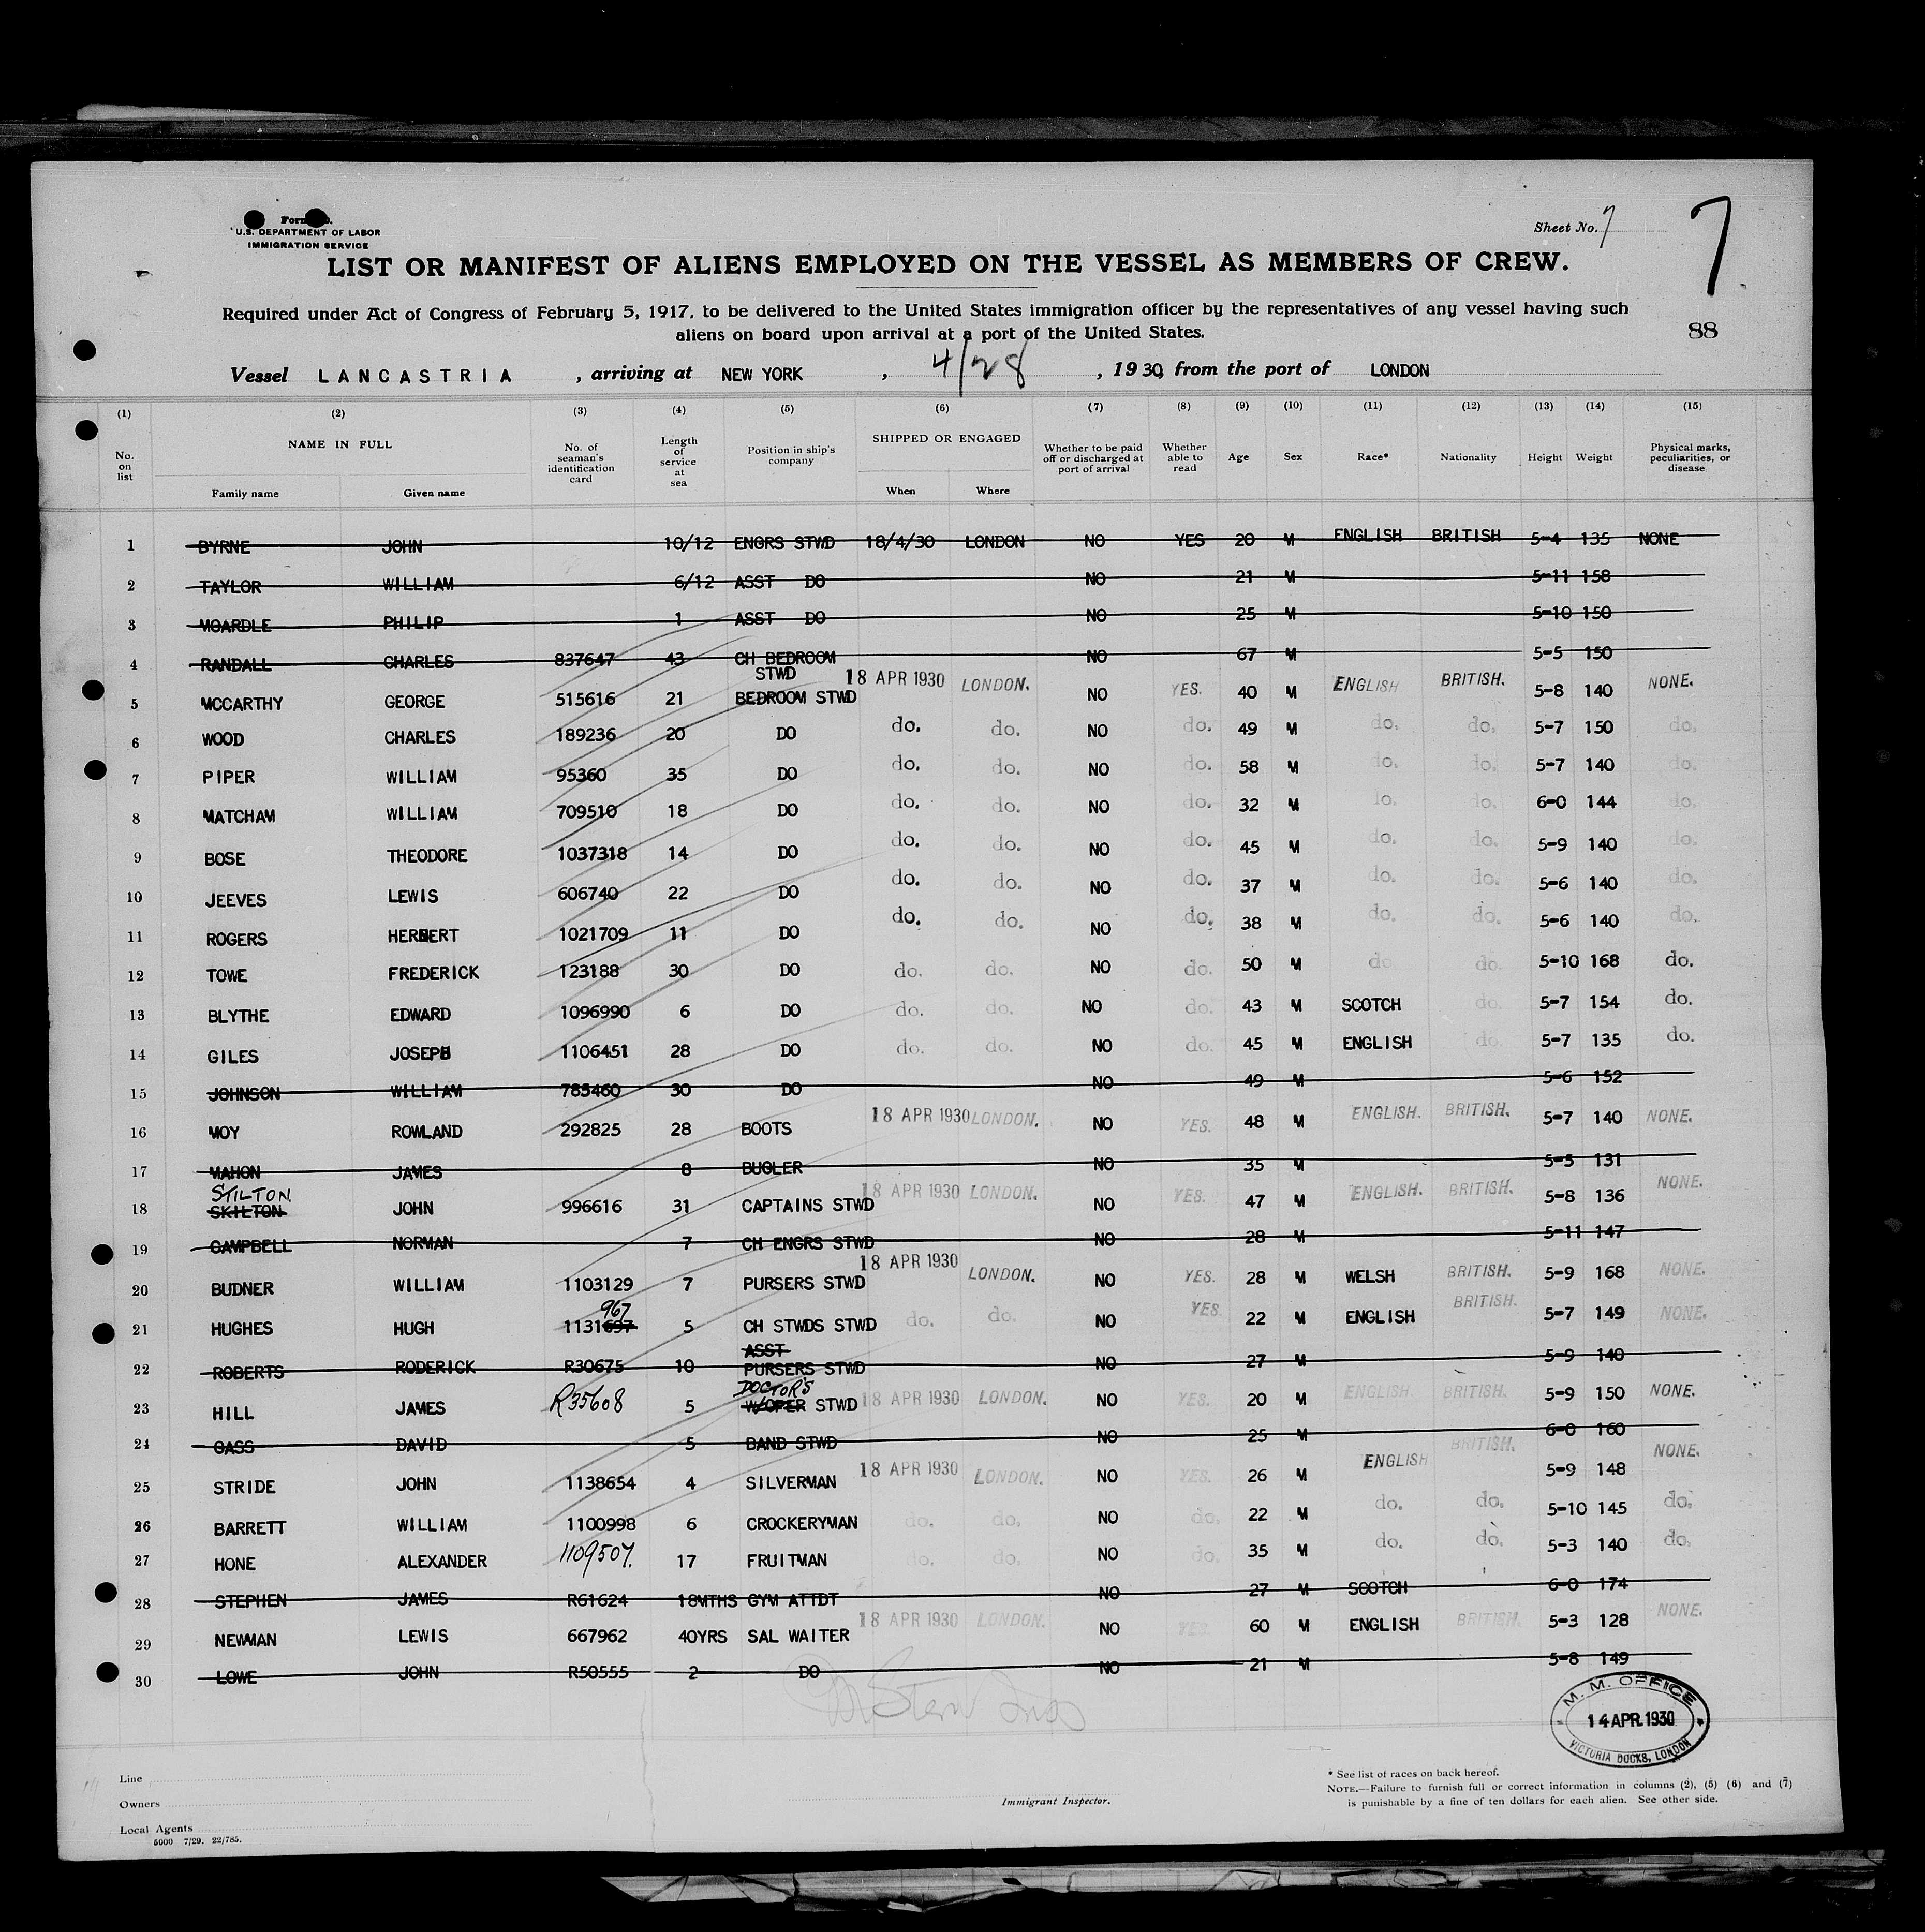 Sheet No. 7
7
U.S. DEPARTMENT OF LABOR
IMMIGRATION SERVICE
LIST OR MANIFEST OF ALIENS EMPLOYED ON THE VESSEL AS MEMBERS OF CREW.
Required under Act of Congress of February 5, 1917, to be delivered to the United States immigration officer by the representatives of any vessel having such
aliens on board upon arrival at a port of the United States.
88
Vessel LANCASTRIA , arriving at NEW YORK , 4/28 , 1930, from the port of LONDON
(1) (2) (3) (4) (5) (6) (7) (8) (9) (10) (11) (12) (13) (14) (15)
No. on list NAME IN FULL Family name Given name No. of seaman's identification card Length of service at sea Position in ship's company SHIPPED OR ENGAGED When Where Whether to be paid off or discharged at port of arrival Whether able to read Age Sex Race* Nationality Height Weight Physical marks, peculiarities, or disease
1 BYRNE JOHN 10/12 ENGRS STWD 18/4/30 LONDON NO YES 20 M ENGLISH BRITISH 5-4 135 NONE
2 TAYLOR WILLIAM 6/12 ASST DO NO 21 M 5-11 158
3 MOARDLE PHILIP 1 ASST DO NO 25 M 5-10 150
4 RANDALL CHARLES 837647 43 CH BEDROOM STWD NO 67 M 5-5 150
5 MCCARTHY GEORGE 515616 21 BEDROOM STWD 18 APR 1930 LONDON. NO YES. 40 M ENGLISH BRITISH. 5-8 140 NONE.
6 WOOD CHARLES 189236 20 DO do. do. NO do. 49 M do. do. 5-7 150 do.
7 PIPER WILLIAM 95360 35 DO do. do. NO do. 58 M do. do. 5-7 140 do.
8 MATCHAM WILLIAM 709510 18 DO do. do. NO do. 32 M do. do. 6-0 144 do.
9 BOSE THEODORE 1037318 14 DO do. do. NO do. 45 M do. do. 5-9 140 do.
10 JEEVES LEWIS 606740 22 DO do. do. NO do. 37 M do. do. 5-6 140 do.
11 ROGERS HERBERT 1021709 11 DO do. do. NO do. 38 M do. do. 5-6 140 do.
12 TOWE FREDERICK 123188 30 DO do. do. NO do. 50 M do. do. 5-10 168 do.
13 BLYTHE EDWARD 1096990 6 DO do. do. NO do. 43 M SCOTCH do. 5-7 154 do.
14 GILES JOSEPH 1106451 28 DO do. do. NO do. 45 M ENGLISH do. 5-7 135 do.
15 JOHNSON WILLIAM 785460 30 DO NO 49 M 5-6 152
16 MOY ROWLAND 292825 28 BOOTS 18 APR 1930 LONDON. NO YES. 48 M ENGLISH. BRITISH. 5-7 140 NONE.
17 MAHON JAMES 8 BUGLER NO 35 M 5-5 131
STILTON.
18 SKILTON JOHN 996616 31 CAPTAINS STWD 18 APR 1930 LONDON. NO YES. 47 M ENGLISH. BRITISH. 5-8 136 NONE.
19 CAMPBELL NORMAN 7 CH ENGRS STWD NO 28 M 5-11 147
20 BUDNER WILLIAM 1103129 7 PURSERS STWD 18 APR 1930 LONDON. NO YES. 28 M WELSH BRITISH. 5-9 168 NONE.
967
21 HUGHES HUGH 1131697 5 CH STWDS STWD do. do. NO YES. 22 M ENGLISH BRITISH. 5-7 149 NONE.
ASST
22 ROBERTS RODERICK R30675 10 PURSERS STWD NO 27 M 5-9 140
DOCTOR'S
23 HILL JAMES R35608 5 W/OPER STWD 18 APR 1930 LONDON. NO YES. 20 M ENGLISH. BRITISH. 5-9 150 NONE.
24 GASS DAVID 5 BAND STWD NO 25 M 6-0 160
25 STRIDE JOHN 1138654 4 SILVERMAN 18 APR 1930 LONDON. NO YES. 26 M ENGLISH BRITISH. 5-9 148 NONE.
26 BARRETT WILLIAM 1100998 6 CROCKERYMAN do. do. NO do. 22 M do. do. 5-10 145 do.
27 HONE ALEXANDER 1109507. 17 FRUITMAN do. do. NO do. 35 M do. do. 5-3 140 do.
28 STEPHEN JAMES R61624 18MTHS GYM ATTDT NO 27 M SCOTCH 6-0 174
29 NEWMAN LEWIS 667962 40YRS SAL WAITER 18 APR 1930 LONDON. NO YES. 60 M ENGLISH BRITISH. 5-3 128 NONE.
30 LOWE JOHN R50555 2 DO NO 21 M 5-8 149
M. M. OFFICE
14 APR. 1930
VICTORIA DOCKS, LONDON
Line
Owners
Local Agents
5000 7/29. 22/785.
Immigrant Inspector.
* See list of races on back hereof.
NOTE.—Failure to furnish full or correct information in columns (2), (5) (6) and (7)
is punishable by a fine of ten dollars for each alien. See other side.